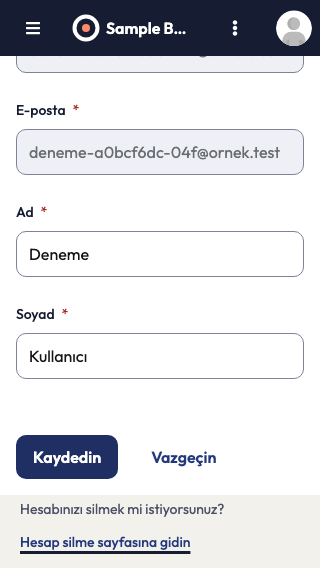 Sample B...
E-posta *
deneme-a0bcf6dc-04f@ornek.test
Ad *
Deneme
Soyad *
Kullanıcı
Kaydedin
Vazgeçin
Hesabınızı silmek mi istiyorsunuz?
Hesap silme sayfasına gidin